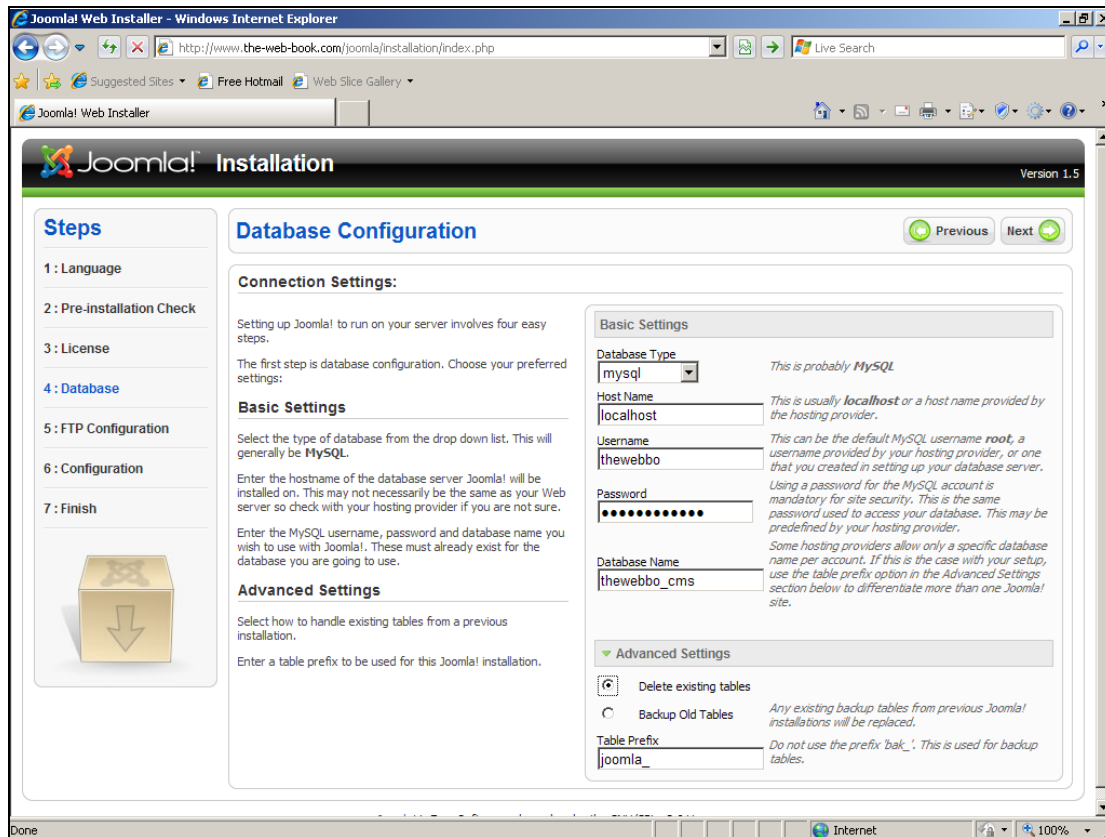 Joomla! Web Installer - Windows Internet Explorer
http://www.the-web-book.com/joomla/installation/index.php
Live Search
Suggested Sites
Free Hotmail
Web Slice Gallery
Joomla! Web Installer
Joomla! Installation
Version 1.5
Steps
1 : Language
2 : Pre-installation Check
3 : License
4 : Database
5 : FTP Configuration
6 : Configuration
7 : Finish
Database Configuration
Previous
Next
Connection Settings:
Setting up Joomla! to run on your server involves four easy
steps.
The first step is database configuration. Choose your preferred
settings:
Basic Settings
Select the type of database from the drop down list. This will
generally be MySQL.
Enter the hostname of the database server Joomla! will be
installed on. This may not necessarily be the same as your Web
server so check with your hosting provider if you are not sure.
Enter the MySQL username, password and database name you
wish to use with Joomla!. These must already exist for the
database you are going to use.
Advanced Settings
Select how to handle existing tables from a previous
installation.
Enter a table prefix to be used for this Joomla! installation.
Basic Settings
Database Type
mysql
This is probably MySQL
Host Name
localhost
This is usually localhost or a host name provided by
the hosting provider.
Username
thewebbo
This can be the default MySQL username root, a
username provided by your hosting provider, or one
that you created in setting up your database server.
Password
••••••••••••
Using a password for the MySQL account is
mandatory for site security. This is the same
password used to access your database. This may be
predefined by your hosting provider.
Database Name
thewebbo_cms
Some hosting providers allow only a specific database
name per account. If this is the case with your setup,
use the table prefix option in the Advanced Settings
section below to differentiate more than one Joomla!
site.
Advanced Settings
Delete existing tables
Backup Old Tables
Any existing backup tables from previous Joomla!
installations will be replaced.
Table Prefix
joomla_
Do not use the prefix 'bak_'. This is used for backup
tables.
Done
Internet
100%